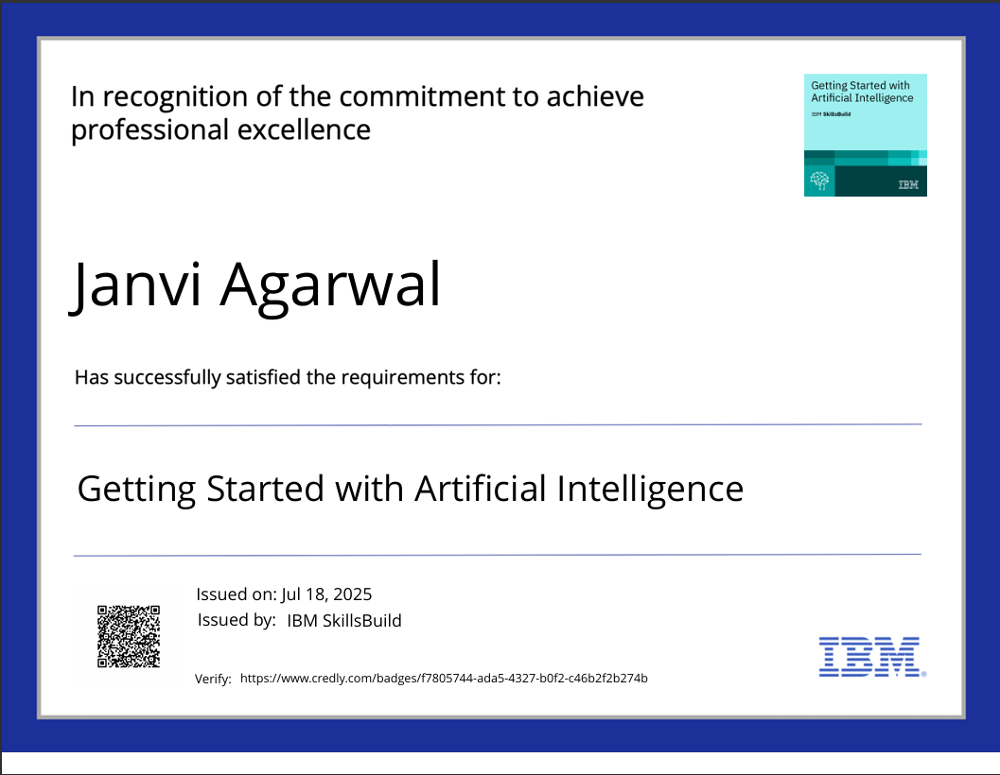 In recognition of the commitment to achieve
professional excellence
Getting Started with
Artificial Intelligence
IBM SkillsBuild
IBM
Janvi Agarwal
Has successfully satisfied the requirements for:
Getting Started with Artificial Intelligence
Issued on: Jul 18, 2025
Issued by: IBM SkillsBuild
Verify: https://www.credly.com/badges/f7805744-ada5-4327-b0f2-c46b2f2b274b
IBM®